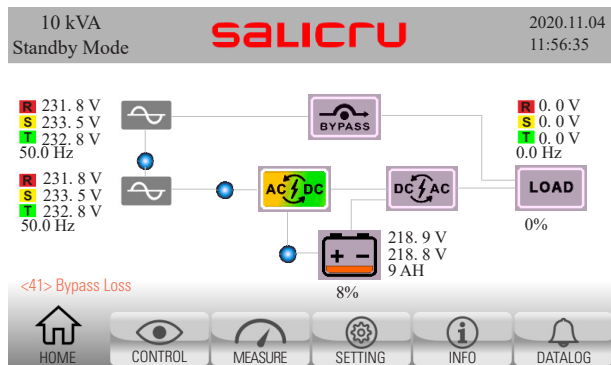 10 kVA
Standby Mode
salicru
2020.11.04
11:56:35
R 231. 8 V
S 233. 5 V
T 232. 8 V
50.0 Hz
BYPASS
R 0. 0 V
S 0. 0 V
T 0. 0 V
0.0 Hz
R 231. 8 V
S 233. 5 V
T 232. 8 V
50.0 Hz
AC DC
DC AC
LOAD
0%
+ -
218. 9 V
218. 8 V
9 AH
8%
<41> Bypass Loss
HOME
CONTROL
MEASURE
SETTING
INFO
DATALOG